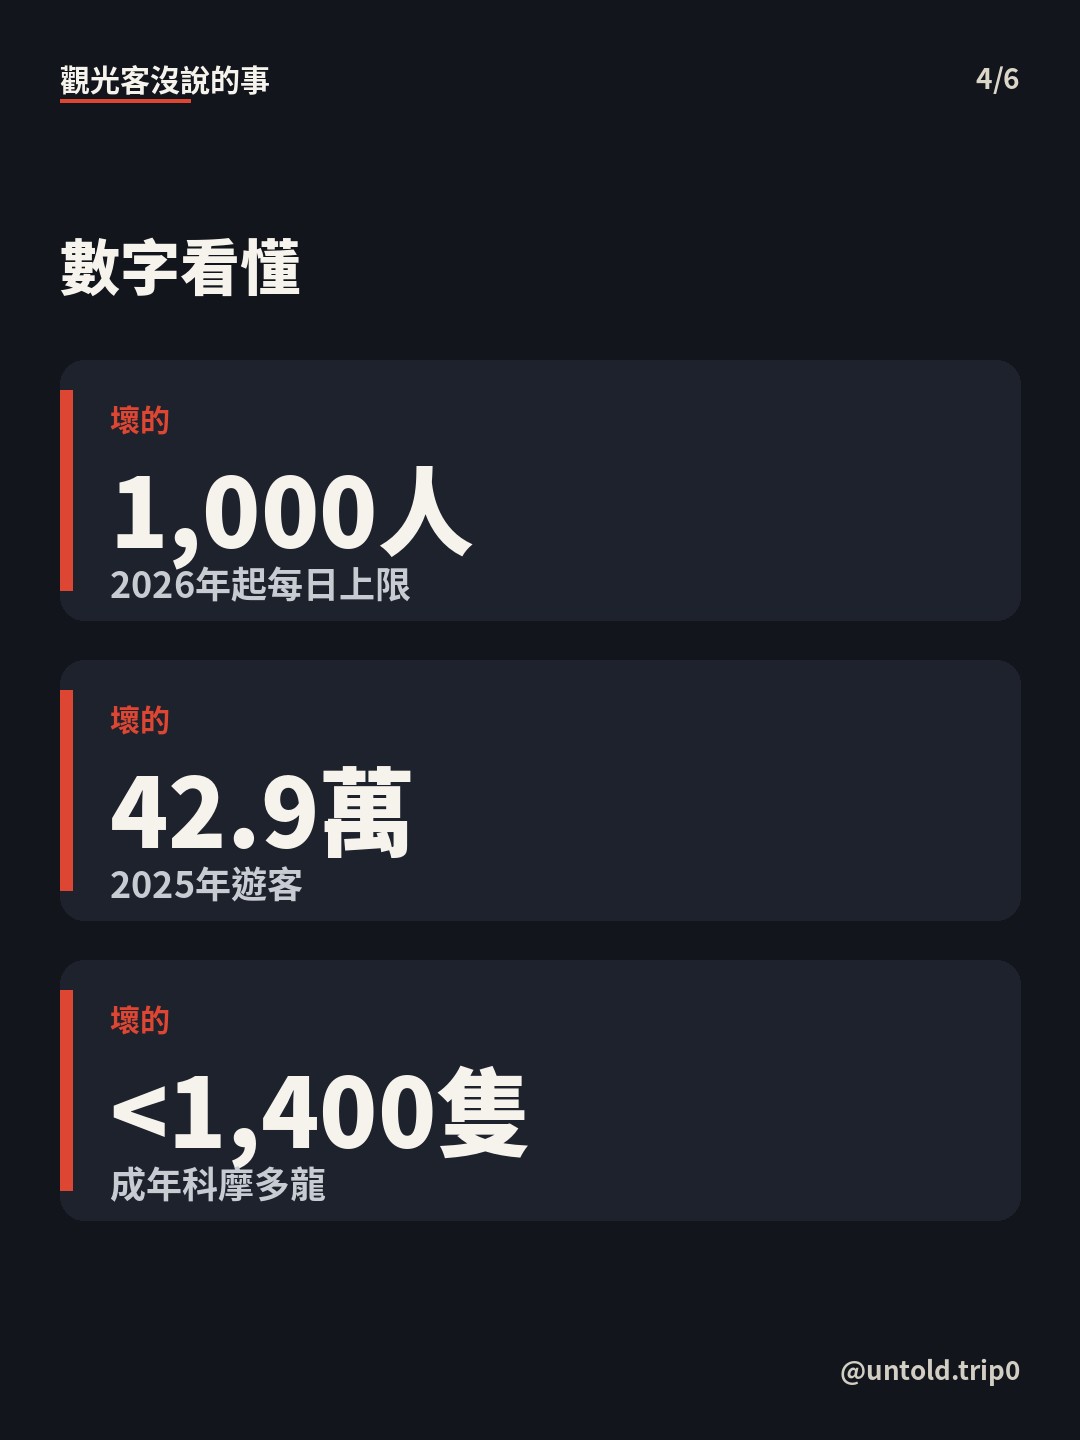 觀光客沒說的事
4/6
數字看懂
壞的
1,000人
2026年起每日上限
壞的
42.9萬
2025年遊客
壞的
<1,400隻
成年科摩多龍
@untold.trip0